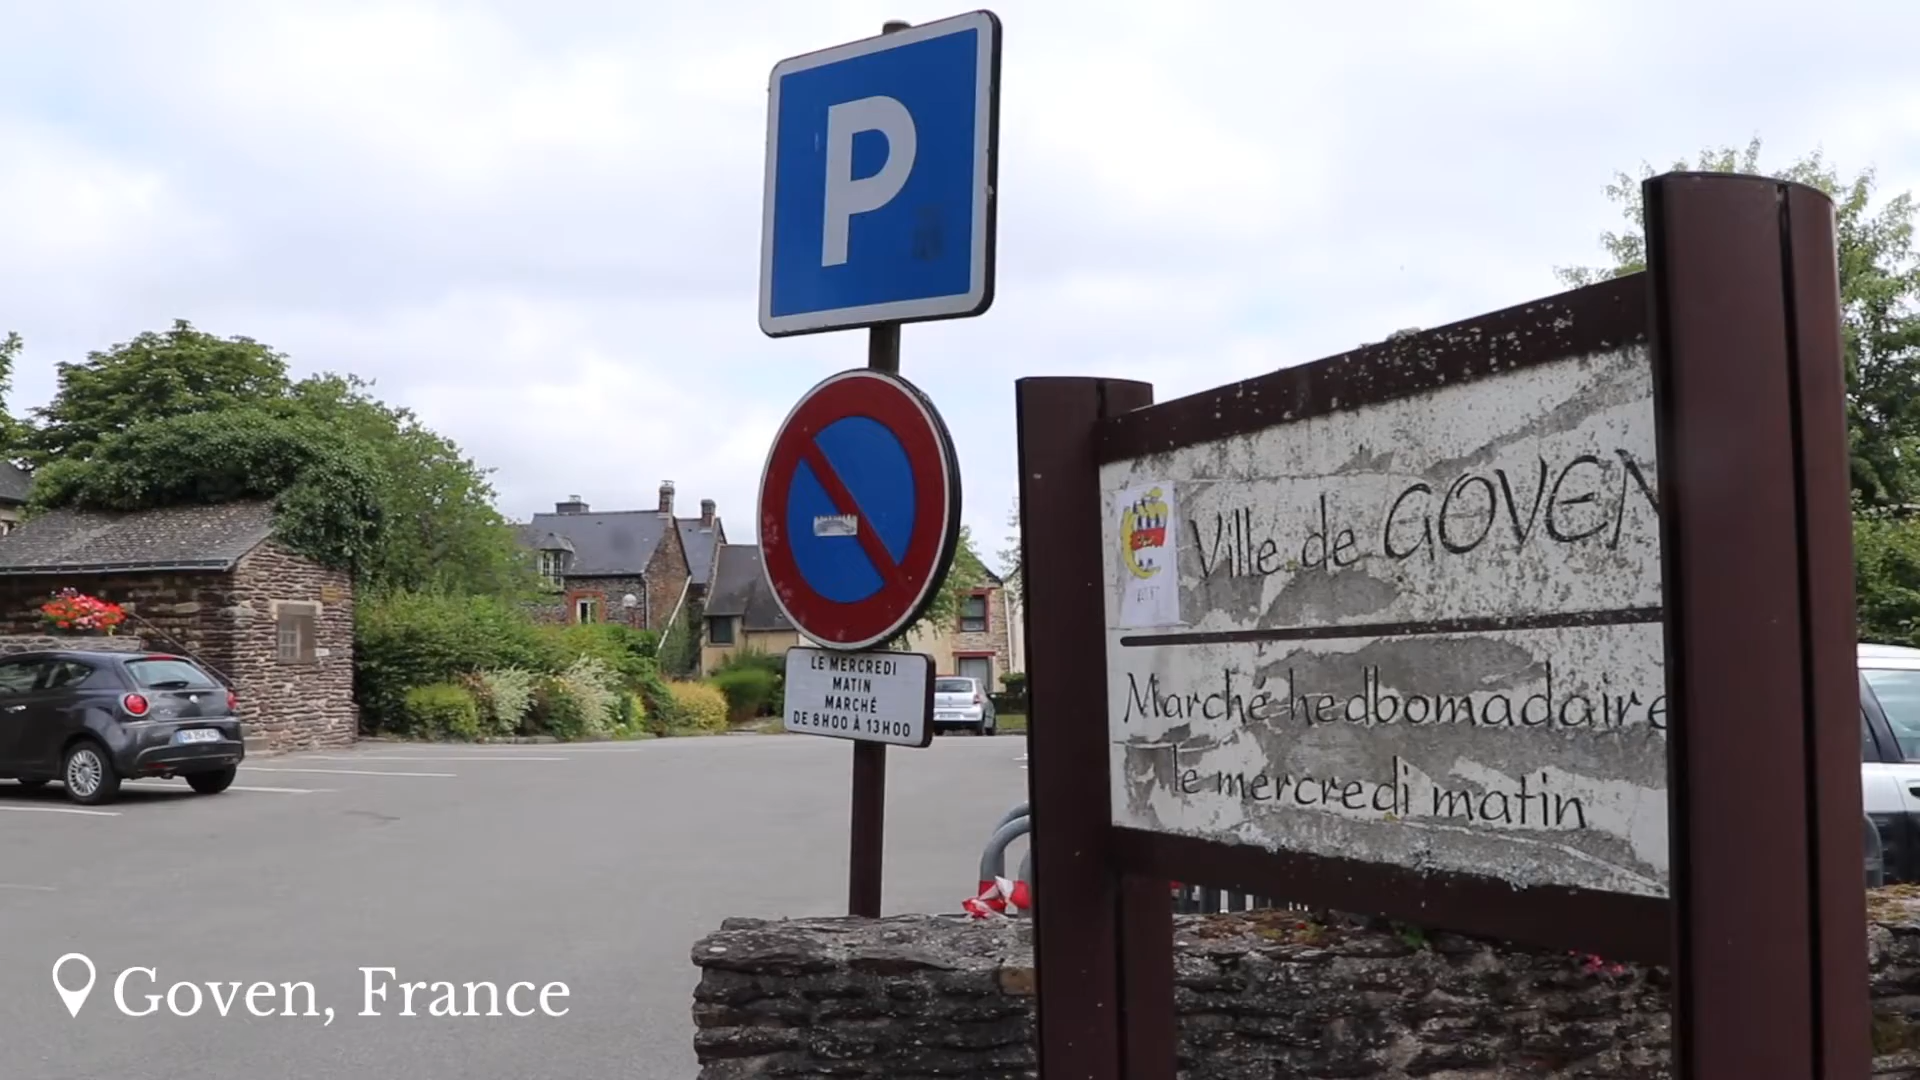 P
LE MERCREDI
MATIN
MARCHÉ
DE 8H00 À 13H00
Ville de GOVEN
Marché hedbomadaire
le mercredi matin
Goven, France